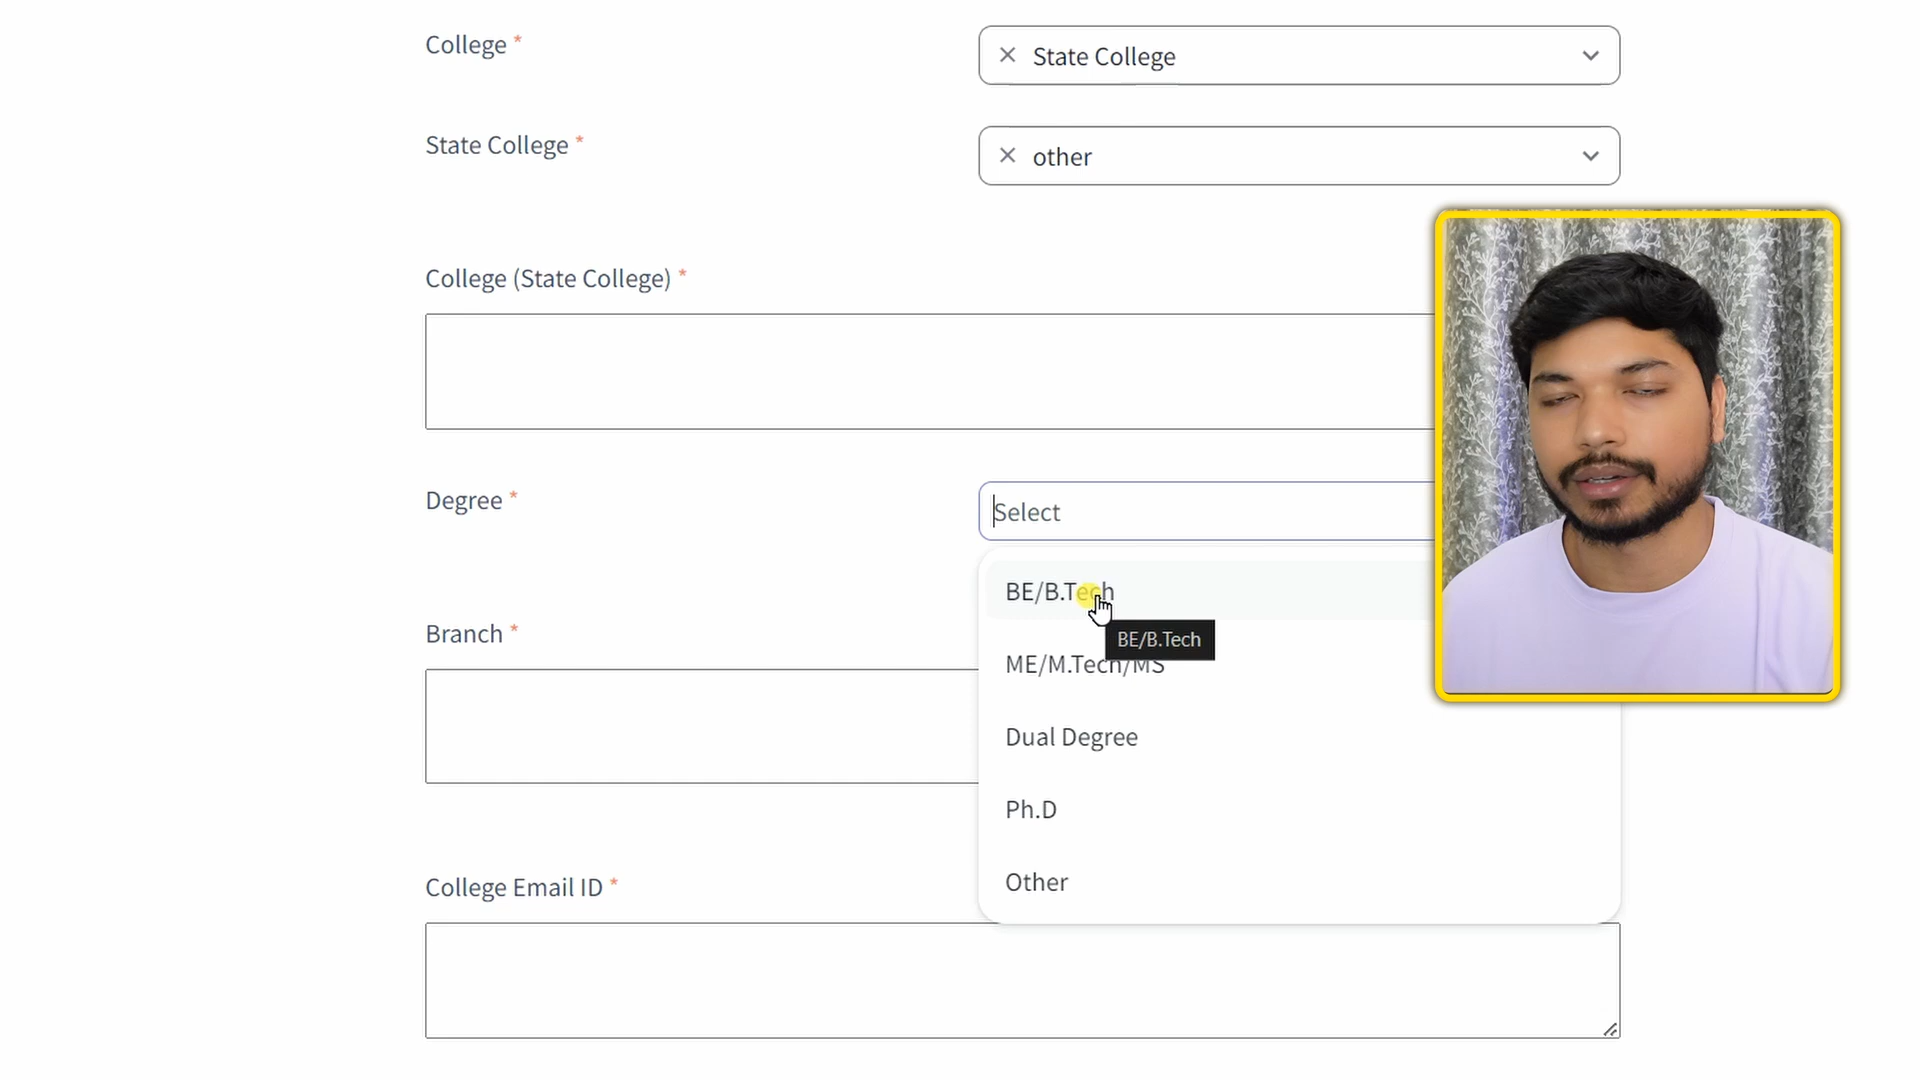 College *
× State College
State College *
× other
College (State College) *
Degree *
Select
BE/B.Tech
BE/B.Tech
Branch *
ME/M.Tech/MS
Dual Degree
Ph.D
Other
College Email ID *